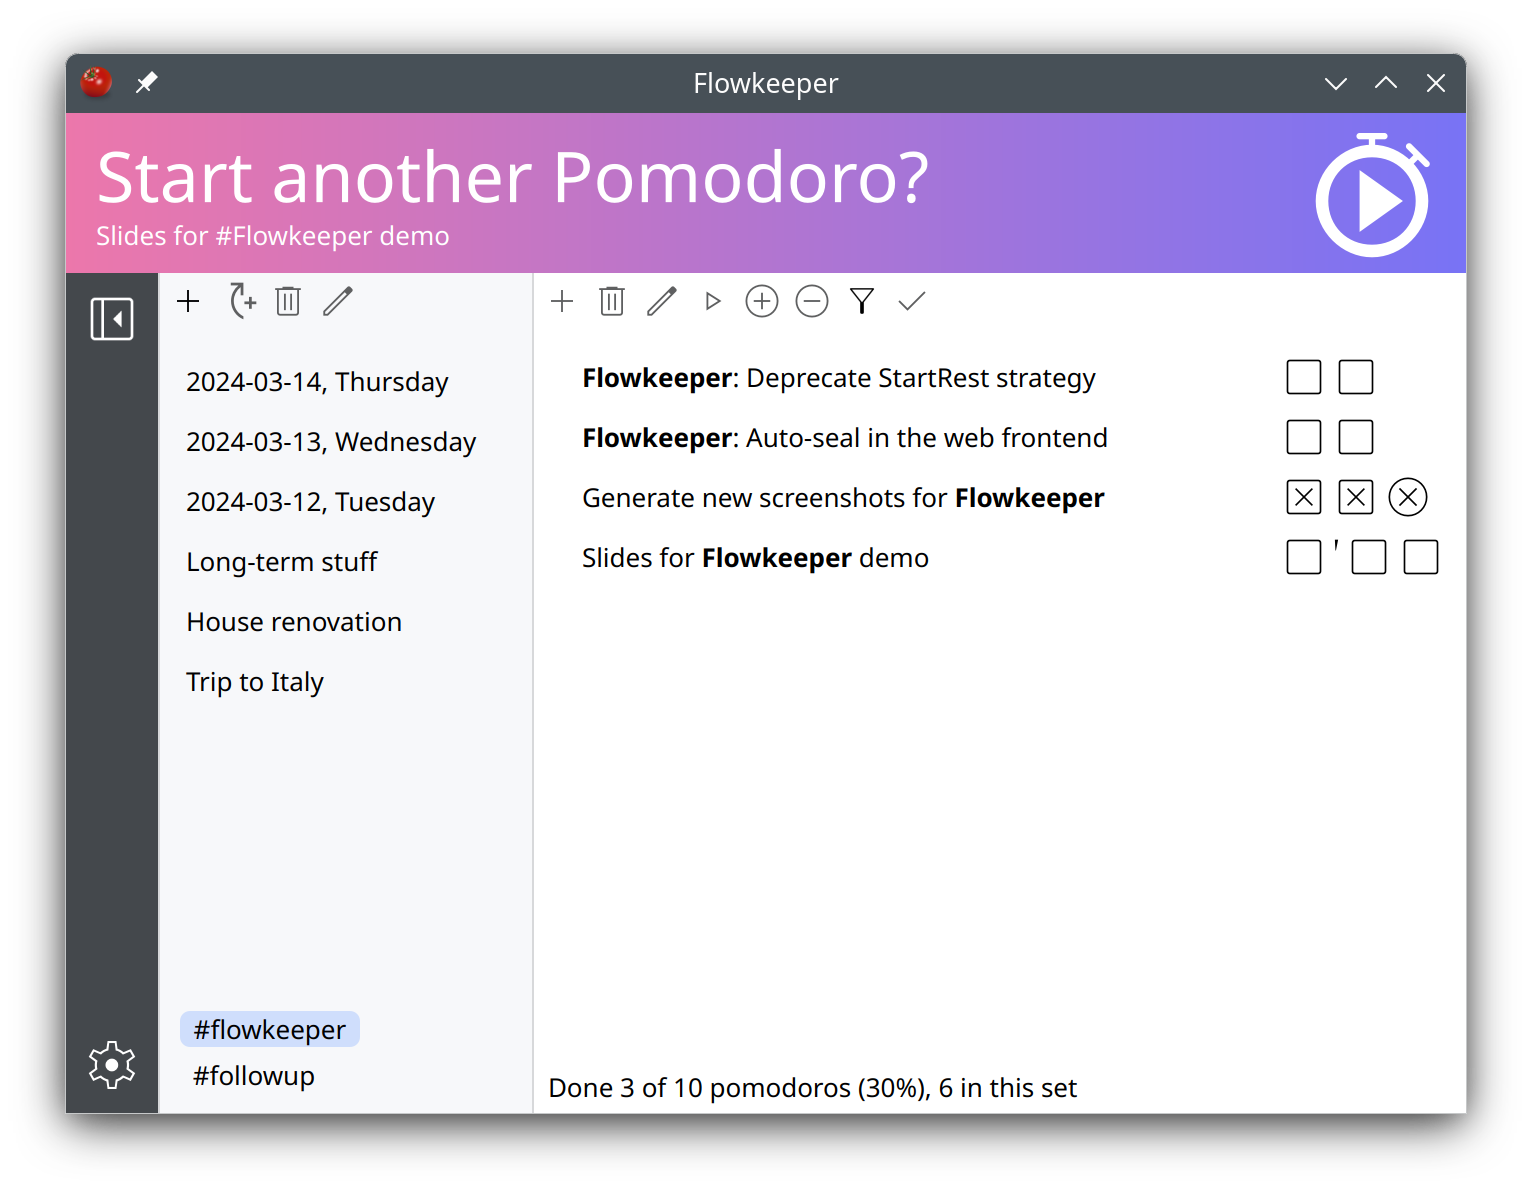 Flowkeeper
Start another Pomodoro?
Slides for #Flowkeeper demo
2024-03-14, Thursday
2024-03-13, Wednesday
2024-03-12, Tuesday
Long-term stuff
House renovation
Trip to Italy
#flowkeeper
#followup
Flowkeeper: Deprecate StartRest strategy
Flowkeeper: Auto-seal in the web frontend
Generate new screenshots for Flowkeeper
Slides for Flowkeeper demo
Done 3 of 10 pomodoros (30%), 6 in this set